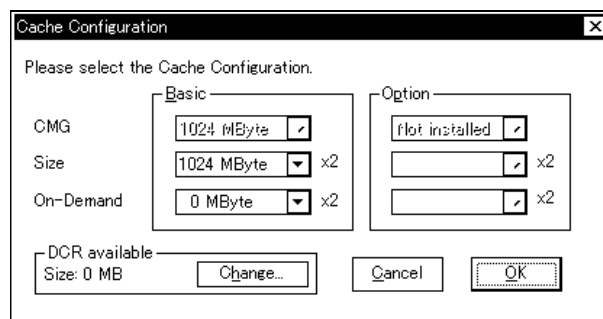 Cache Configuration
Please select the Cache Configuration.
Basic
Option
CMG 1024 MByte Not installed
Size 1024 MByte x2 x2
On-Demand 0 MByte x2 x2
DCR available
Size: 0 MB Change... Cancel OK